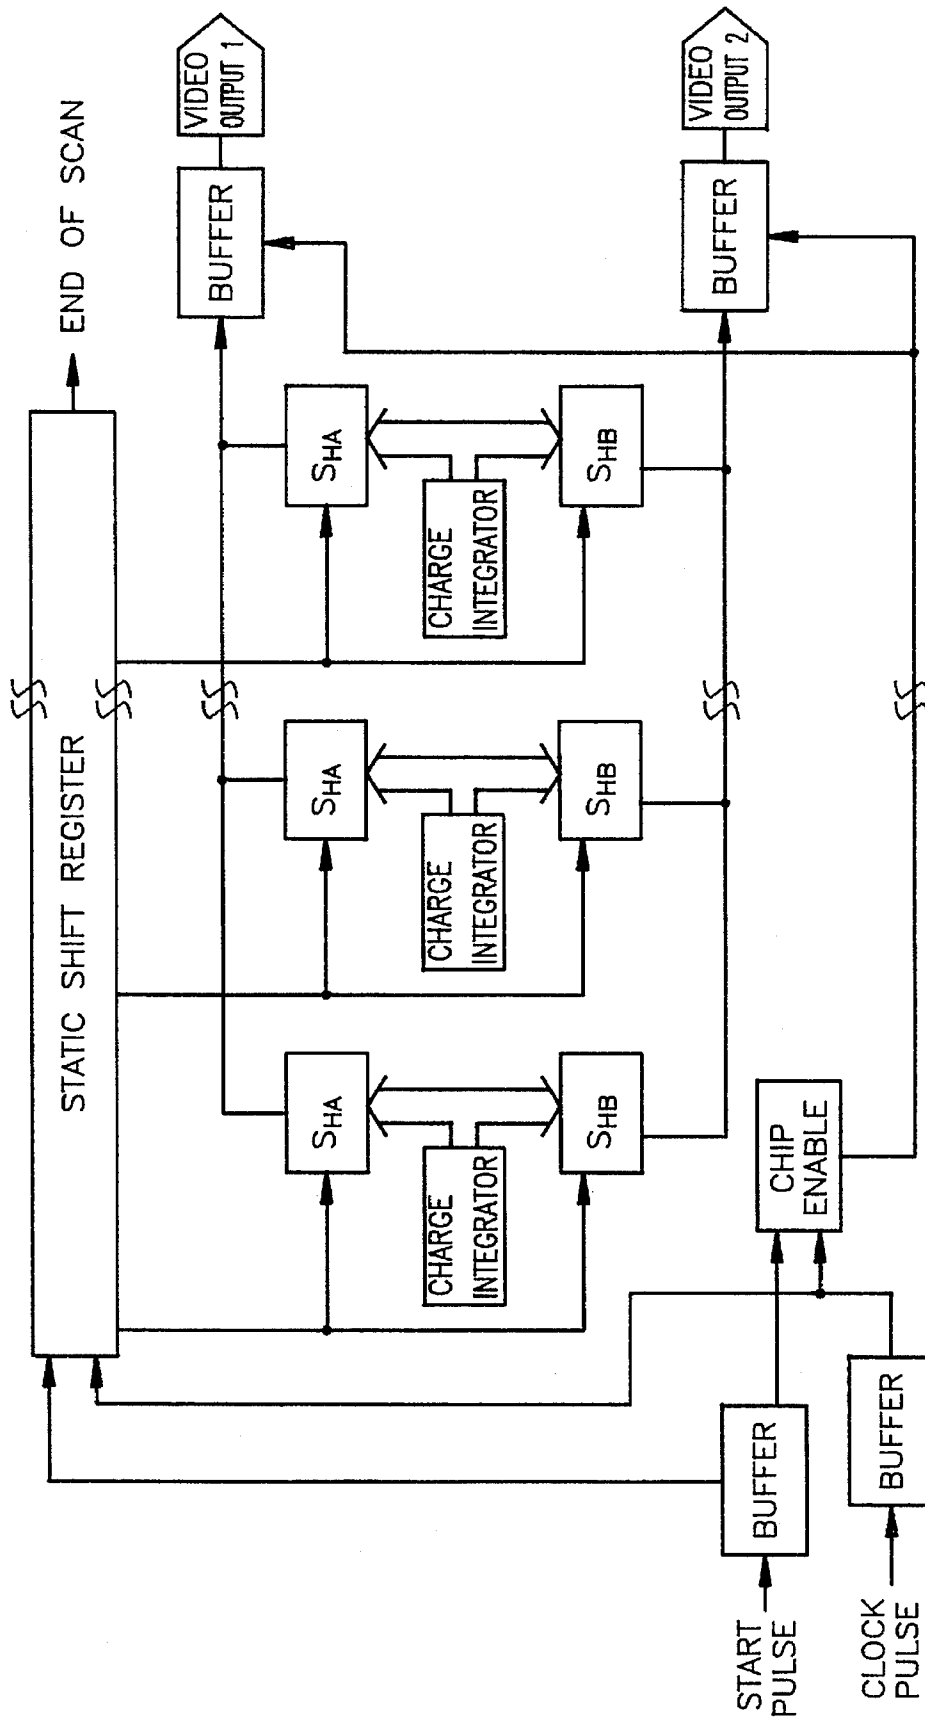 STATIC SHIFT REGISTER
END OF SCAN
BUFFER
VIDEO
OUTPUT 1
SHA
SHA
SHA
CHARGE
INTEGRATOR
CHARGE
INTEGRATOR
CHARGE
INTEGRATOR
SHB
SHB
SHB
BUFFER
VIDEO
OUTPUT 2
START
PULSE
BUFFER
CHIP
ENABLE
CLOCK
PULSE
BUFFER